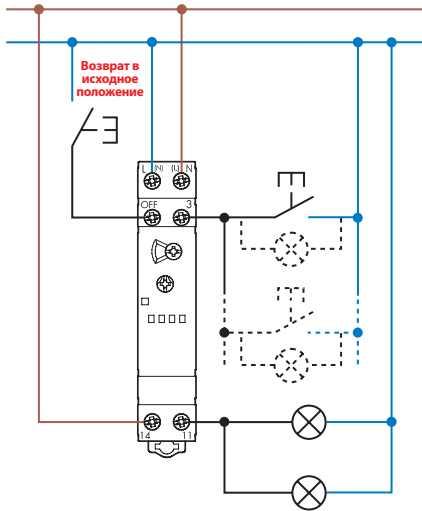 Возврат в
исходное
положение
L (N) (L) N
OFF 3
14 11